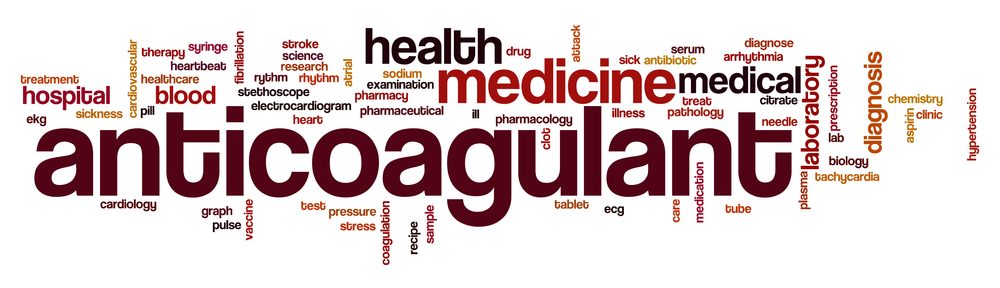 therapy
syringe
cardiovascular
heartbeat
fibrillation
stroke
science
research
rythm
rhythm
atrial
health
drug
attack
serum
diagnose
sick
antibiotic
arrhythmia
treatment
healthcare
stethoscope
sodium
examination
medicine
medical
laboratory
prescription
diagnosis
hospital
blood
pharmacy
treat
citrate
chemistry
ekg
sickness
pill
electrocardiogram
heart
pharmaceutical
ill
pharmacology
clot
illness
pathology
needle
lab
aspirin
clinic
hypertension
anticoagulant
biology
plasma
tachycardia
cardiology
graph
pulse
vaccine
test
pressure
stress
coagulation
recipe
sample
tablet
ecg
care
medication
tube